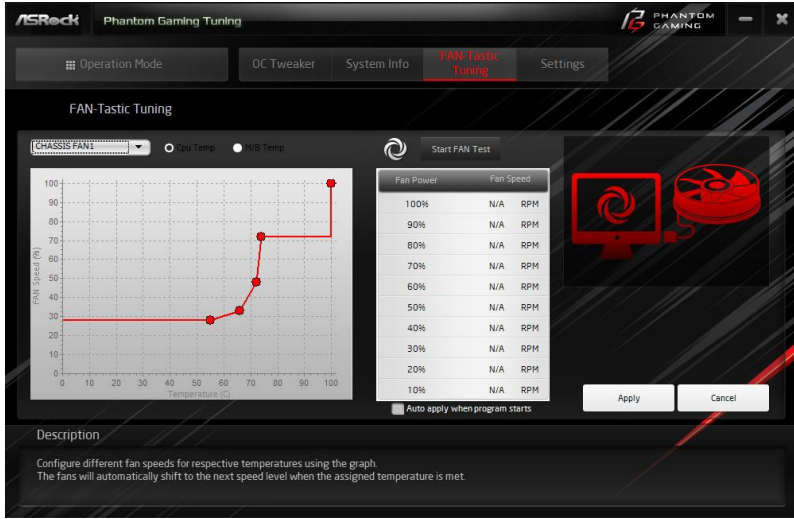 ASRock Phantom Gaming Tuning PHANTOM GAMING
Operation Mode OC Tweaker System Info FAN-Tastic Tuning Settings
FAN-Tastic Tuning
CHASSIS FAN1 Cpu Temp. M/B Temp. Start FAN Test
Fan Power Fan Speed
100% N/A RPM
90% N/A RPM
80% N/A RPM
70% N/A RPM
60% N/A RPM
50% N/A RPM
40% N/A RPM
30% N/A RPM
20% N/A RPM
10% N/A RPM
FAN Speed (%)
100
90
80
70
60
50
40
30
20
10
0
0 10 20 30 40 50 60 70 80 90 100
Temperature (C)
Auto apply when program starts
Apply Cancel
Description
Configure different fan speeds for respective temperatures using the graph.
The fans will automatically shift to the next speed level when the assigned temperature is met.